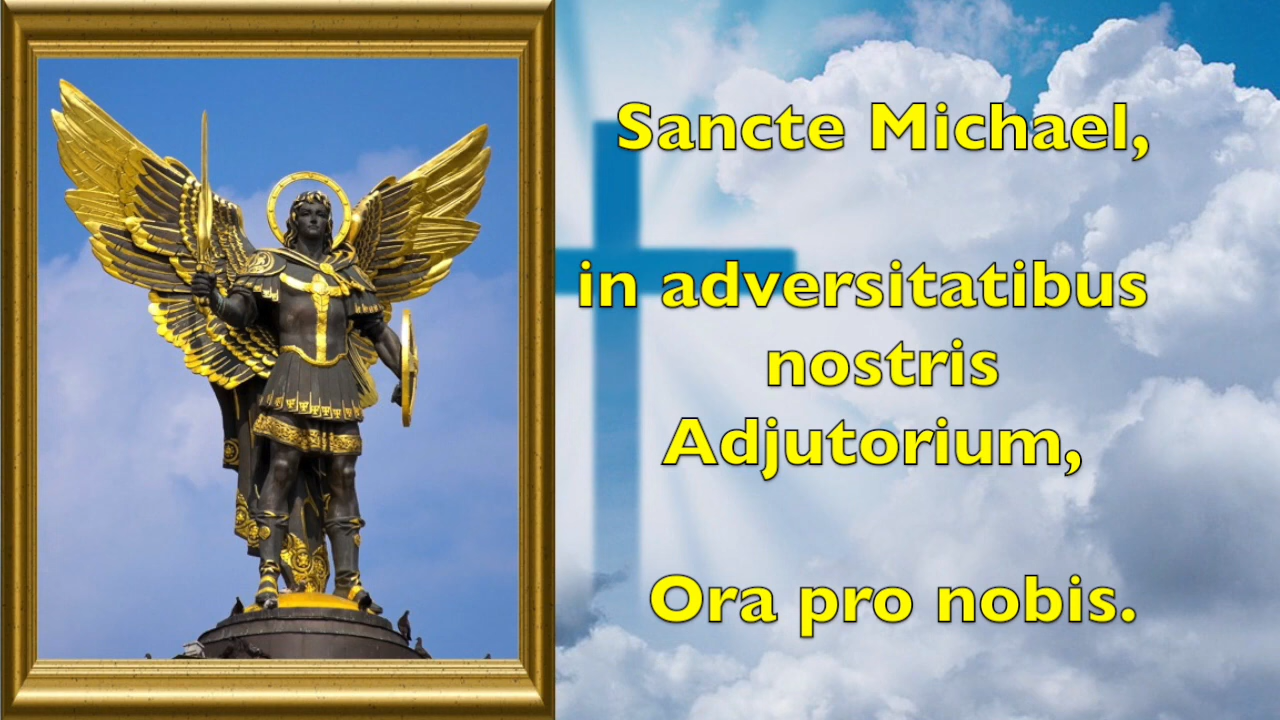 Sancte Michael,
in adversitatibus
nostris
Adjutorium,
Ora pro nobis.